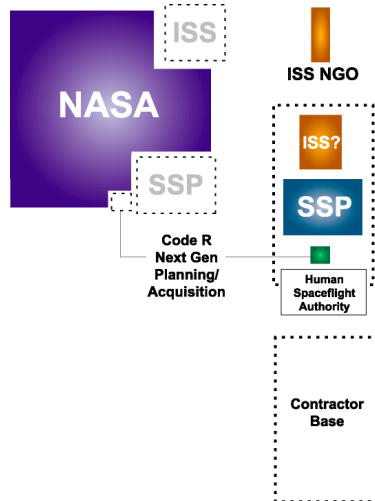 ISS
NASA
SSP
Code R
Next Gen
Planning/
Acquisition
ISS NGO
ISS?
SSP
Human
Spaceflight
Authority
Contractor
Base